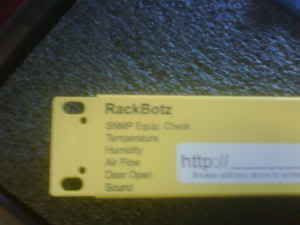 RackBotz
SNMP Equip. Check
Temperature
Humidity
Air Flow
Door Open
Sound
http://